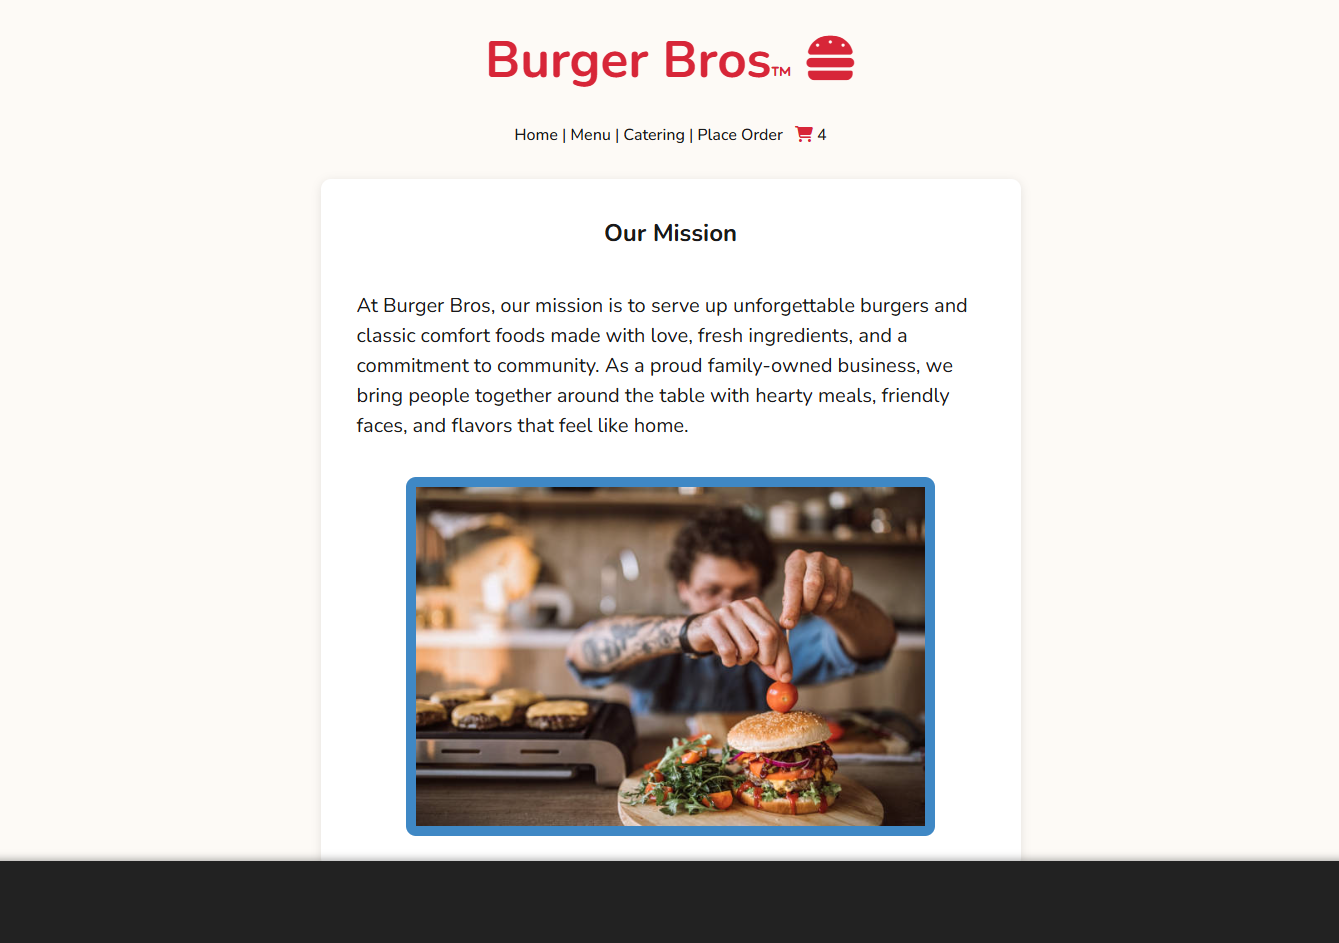 Burger Bros™
Home | Menu | Catering | Place Order 4
Our Mission
At Burger Bros, our mission is to serve up unforgettable burgers and
classic comfort foods made with love, fresh ingredients, and a
commitment to community. As a proud family-owned business, we
bring people together around the table with hearty meals, friendly
faces, and flavors that feel like home.